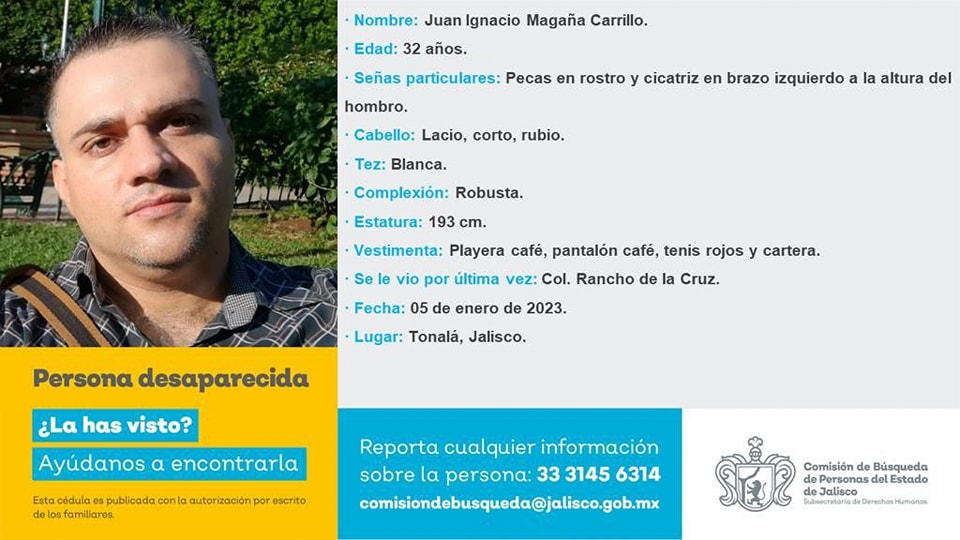 · Nombre: Juan Ignacio Magaña Carrillo.
· Edad: 32 años.
· Señas particulares: Pecas en rostro y cicatriz en brazo izquierdo a la altura del
hombro.
· Cabello: Lacio, corto, rubio.
· Tez: Blanca.
· Complexión: Robusta.
· Estatura: 193 cm.
· Vestimenta: Playera café, pantalón café, tenis rojos y cartera.
· Se le vio por última vez: Col. Rancho de la Cruz.
· Fecha: 05 de enero de 2023.
· Lugar: Tonalá, Jalisco.
Persona desaparecida
¿La has visto?
Ayúdanos a encontrarla
Esta cédula es publicada con la autorización por escrito
de los familiares.
Reporta cualquier información
sobre la persona: 33 3145 6314
comisiondebusqueda@jalisco.gob.mx
Comisión de Búsqueda
de Personas del Estado
de Jalisco
Subsecretaría de Derechos Humanos